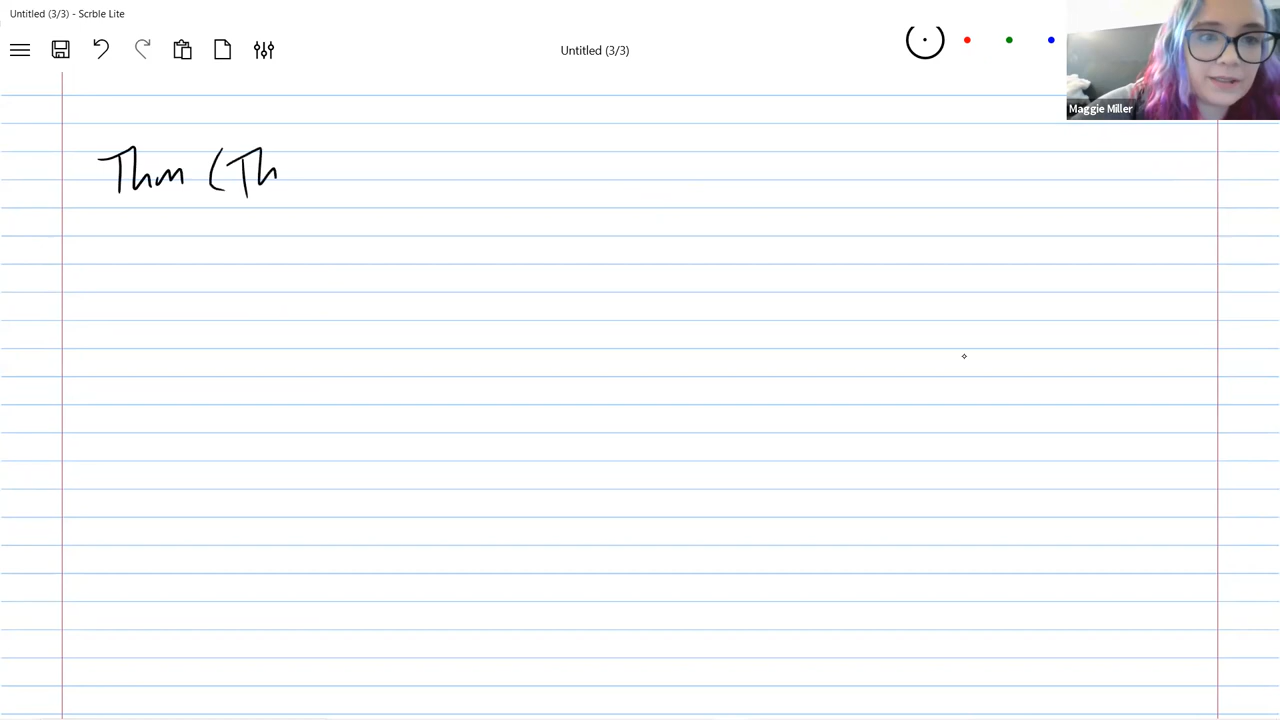 Untitled (3/3) - Scrble Lite
Untitled (3/3)
Maggie Miller
Thm (Th